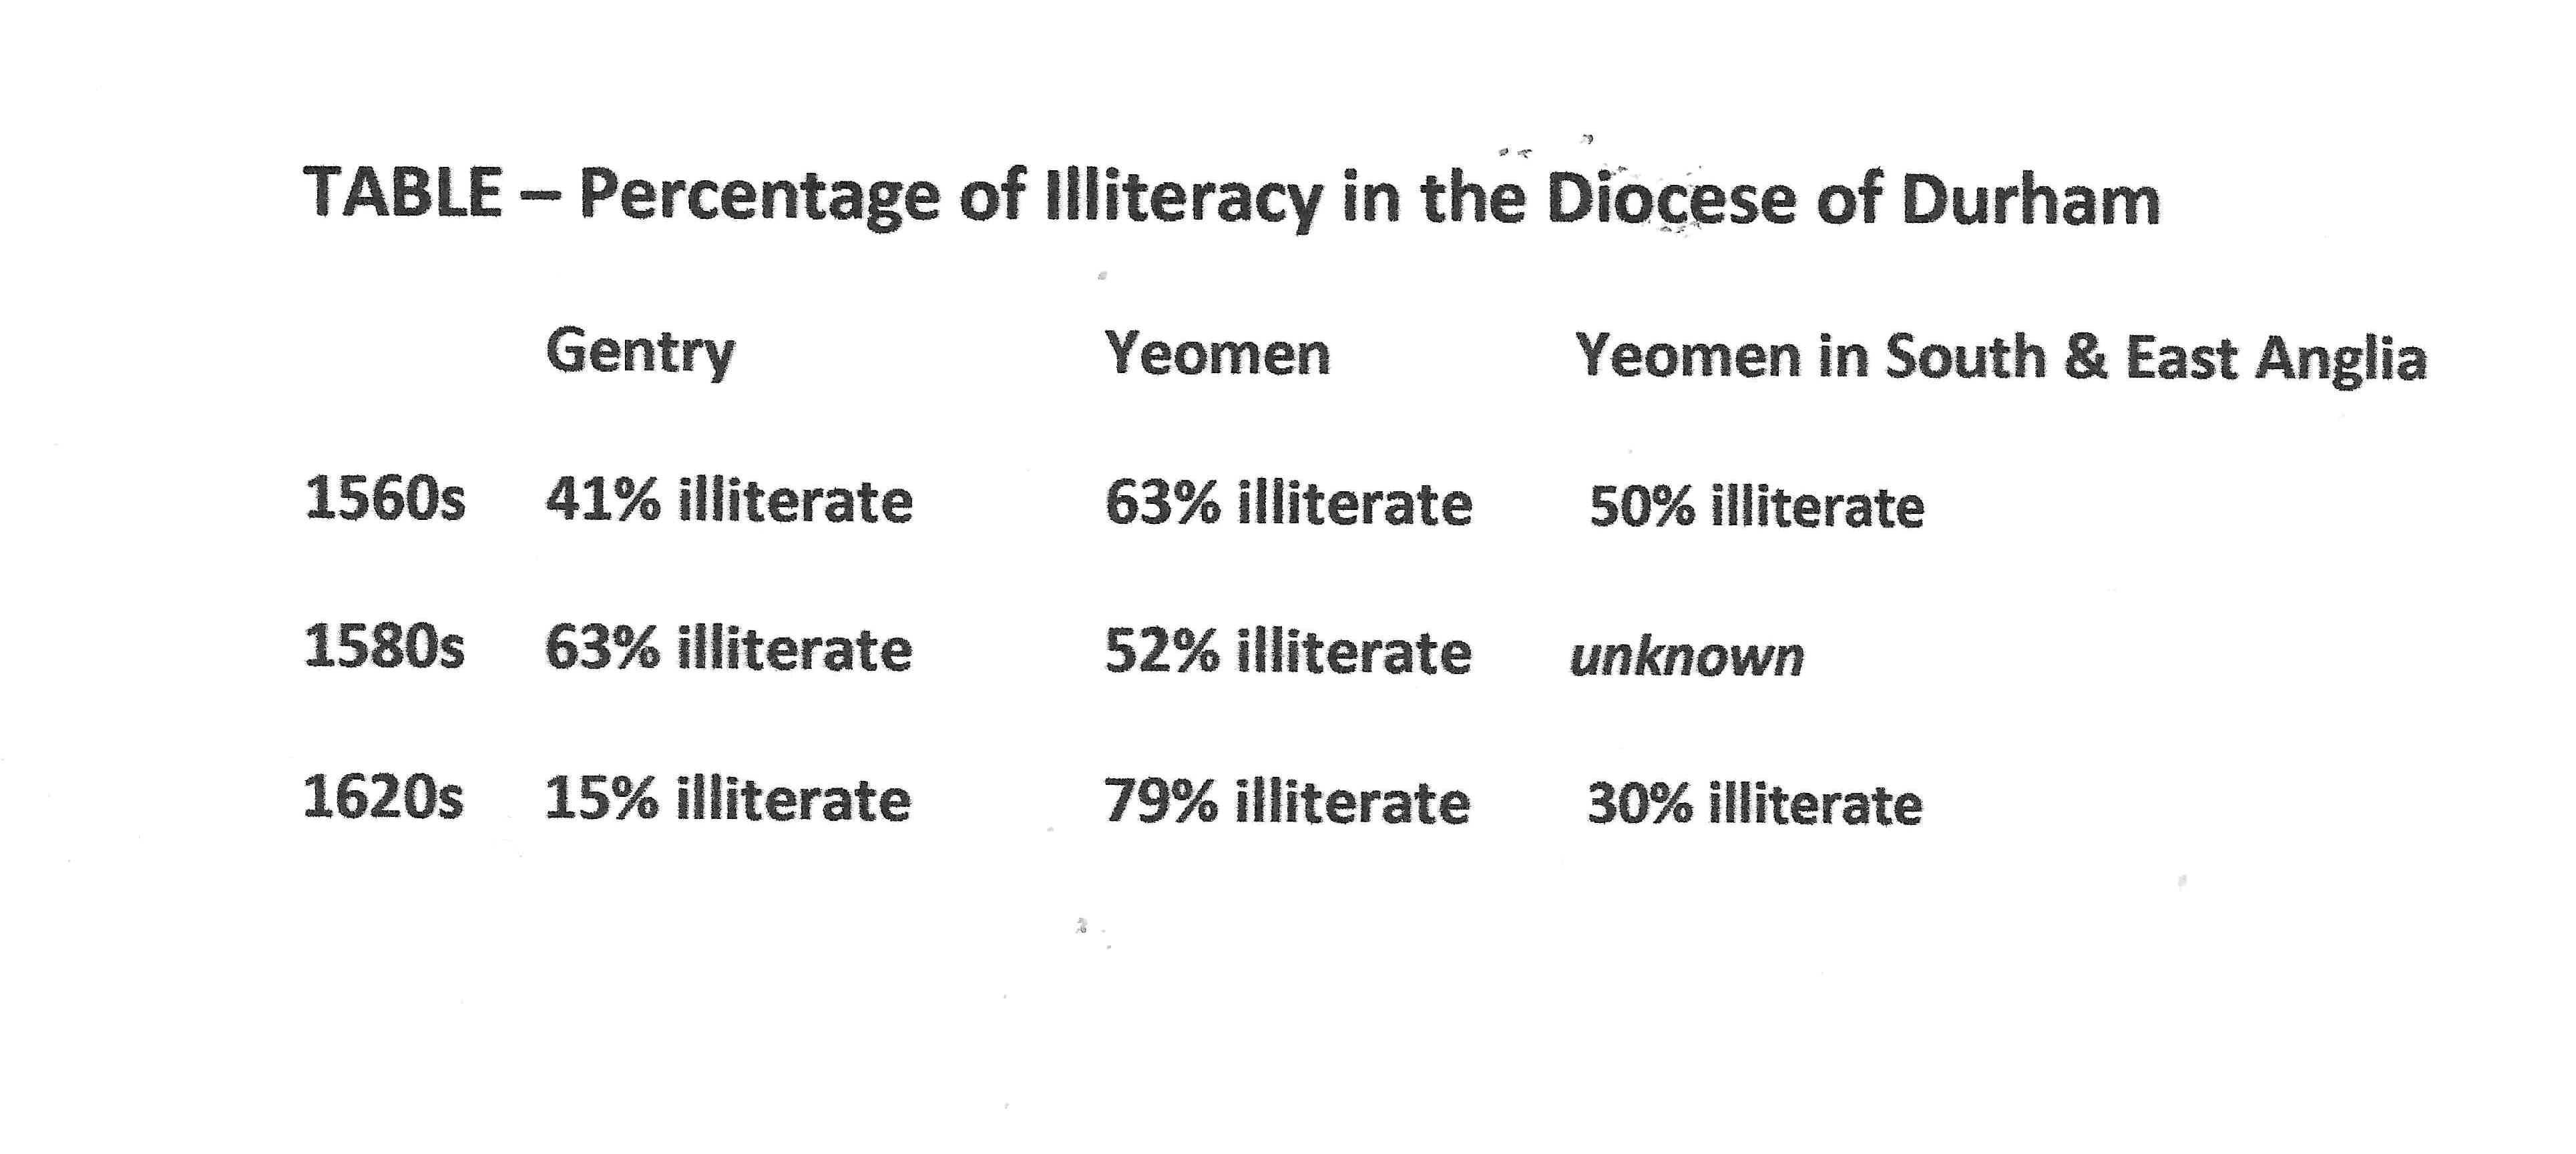 TABLE – Percentage of Illiteracy in the Diocese of Durham
Gentry Yeomen Yeomen in South & East Anglia
1560s 41% illiterate 63% illiterate 50% illiterate
1580s 63% illiterate 52% illiterate unknown
1620s 15% illiterate 79% illiterate 30% illiterate